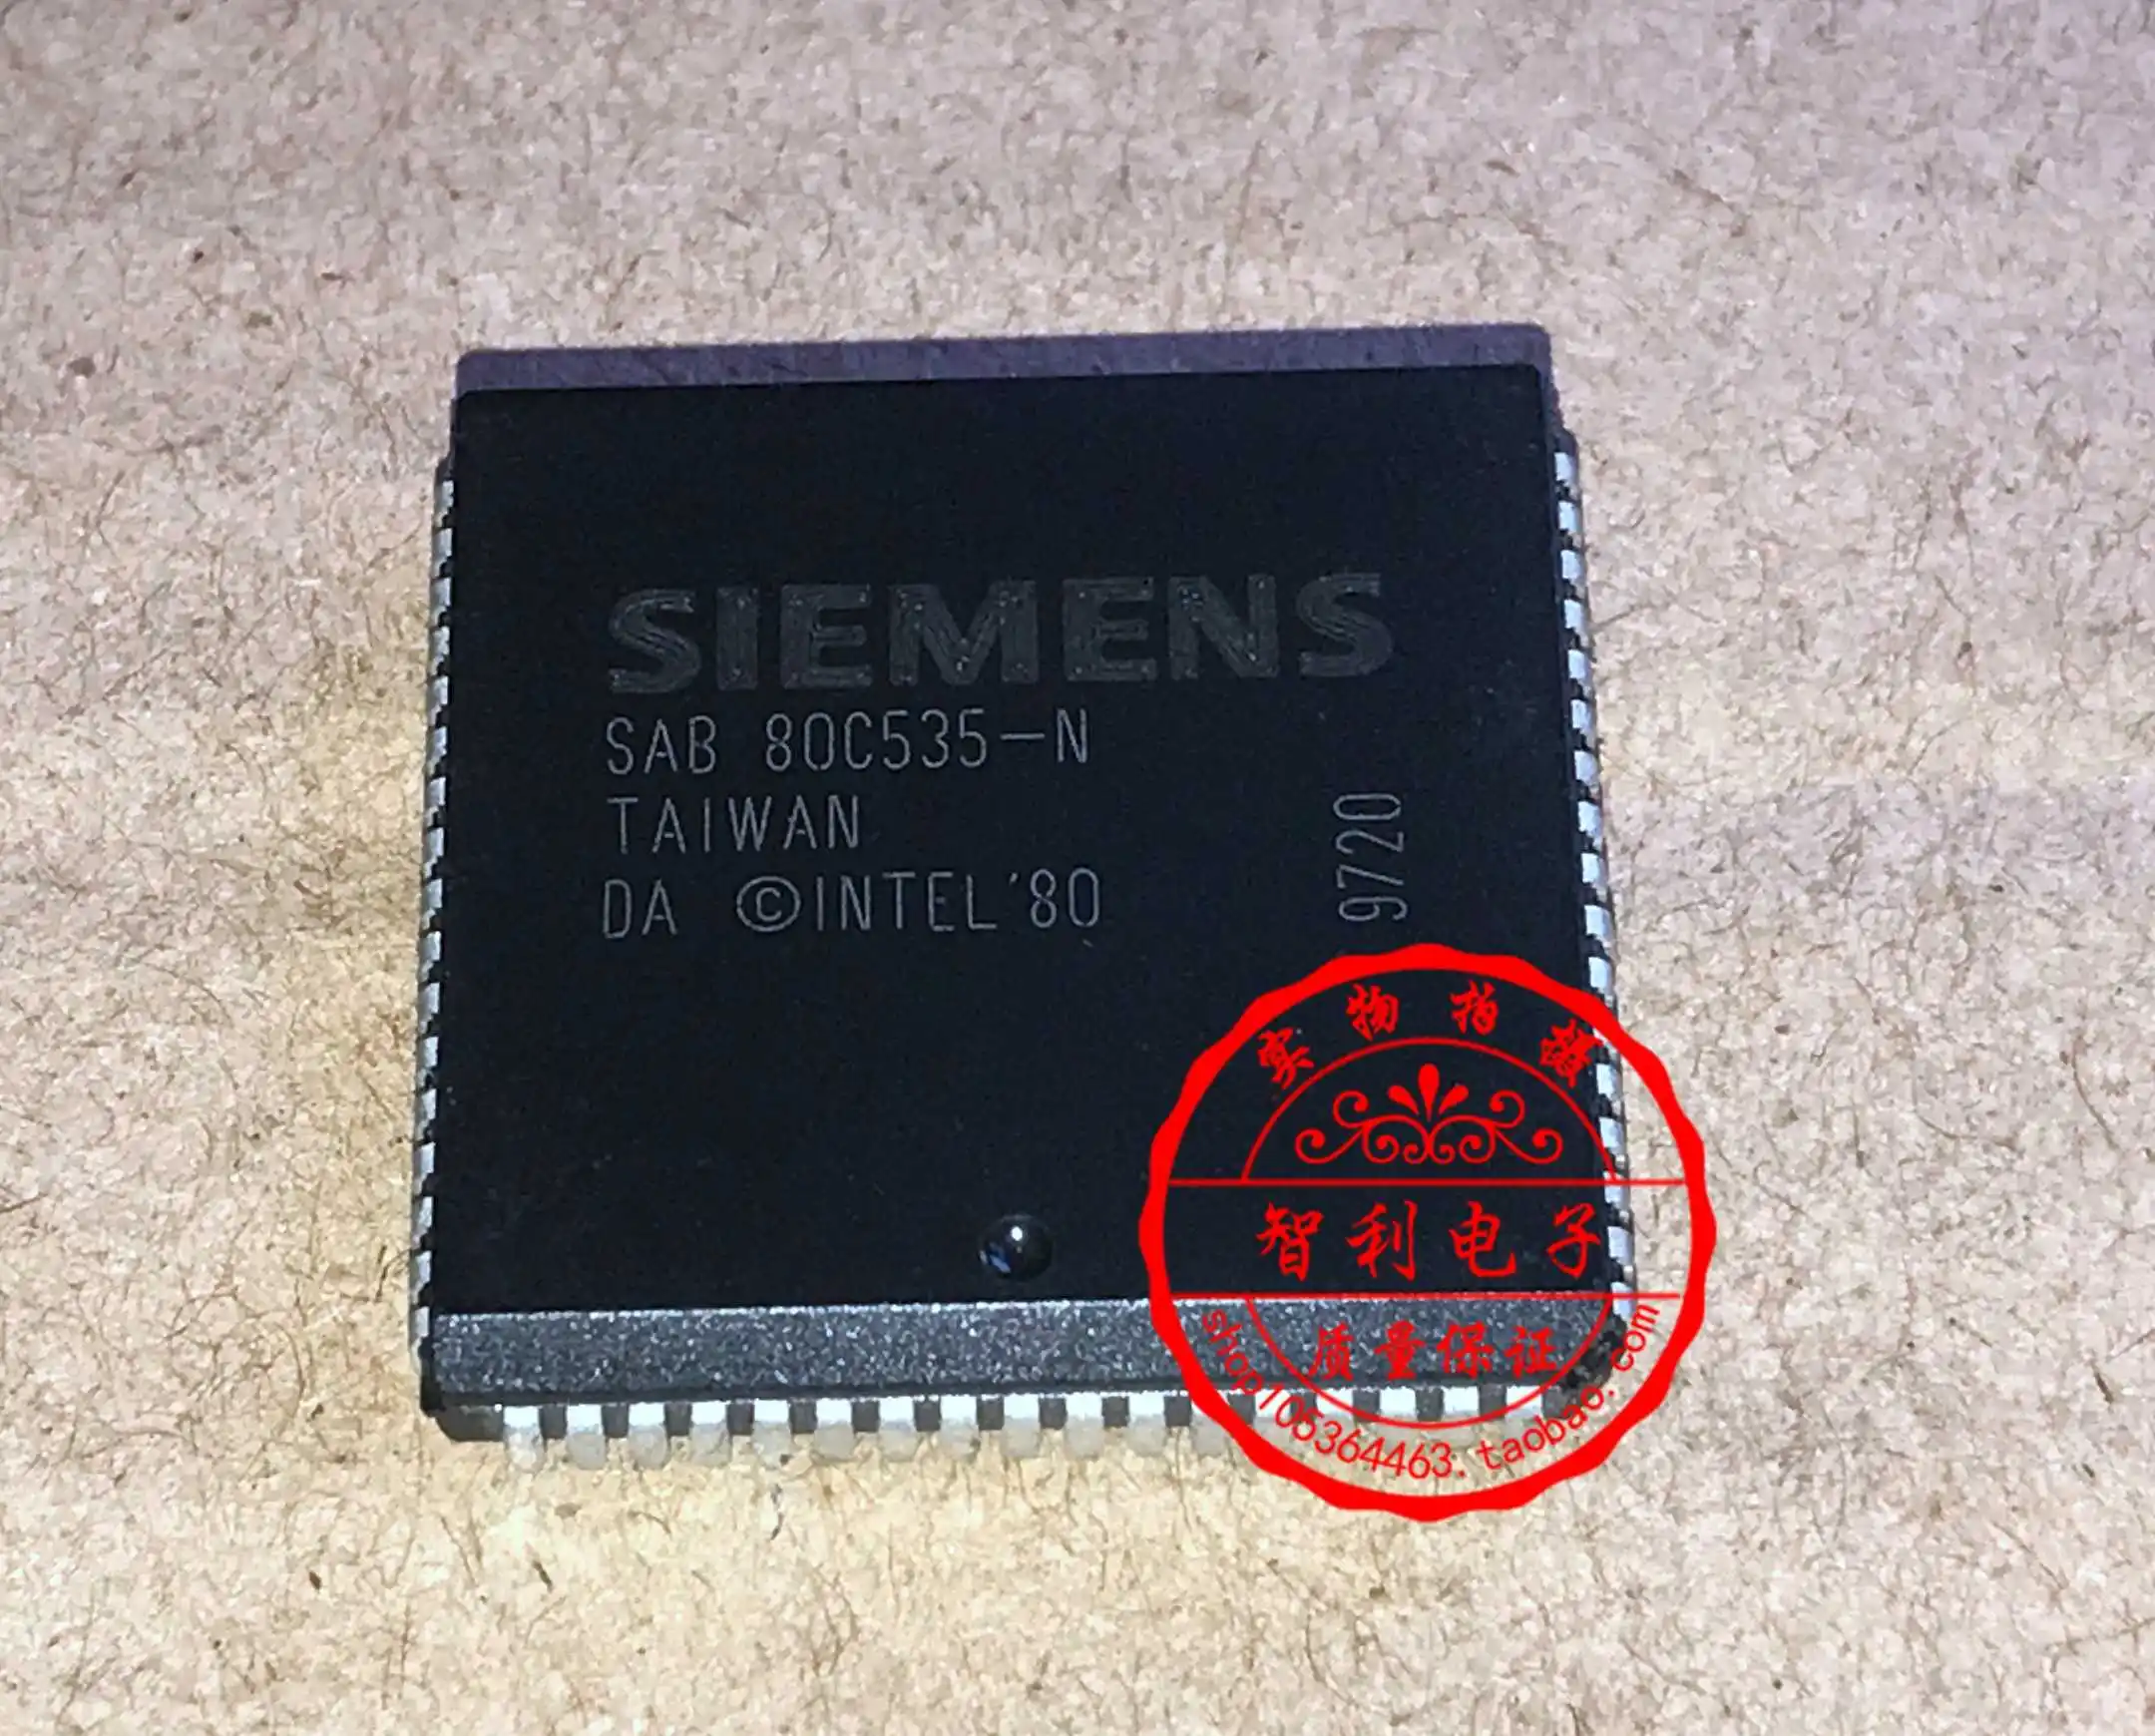 SIEMENS
SAB 80C535-N
TAIWAN
DA ©INTEL'80
9720
实物拍摄
智利电子
质量保证
shop105364463.taobao.com